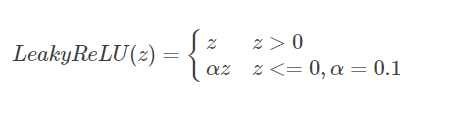 LeakyReLU(z) = { z   z > 0
αz   z <= 0, α = 0.1